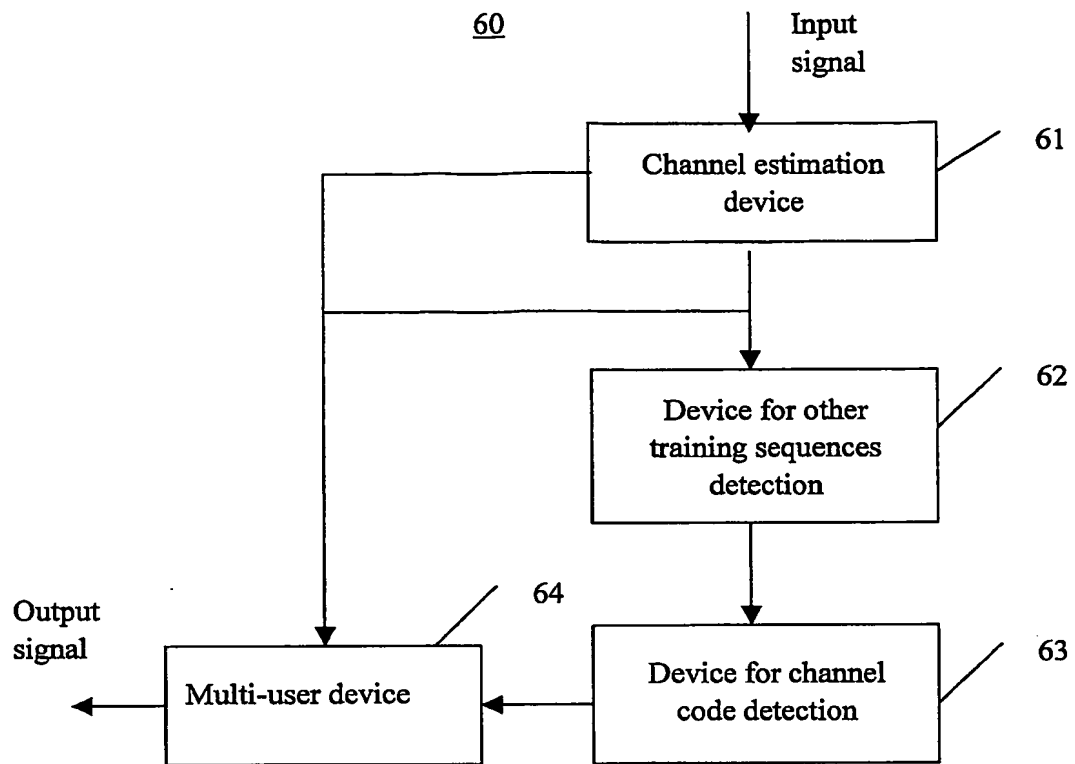 60
Input
signal
61
Channel estimation
device
62
Device for other
training sequences
detection
64
Output
signal
63
Multi-user device
Device for channel
code detection